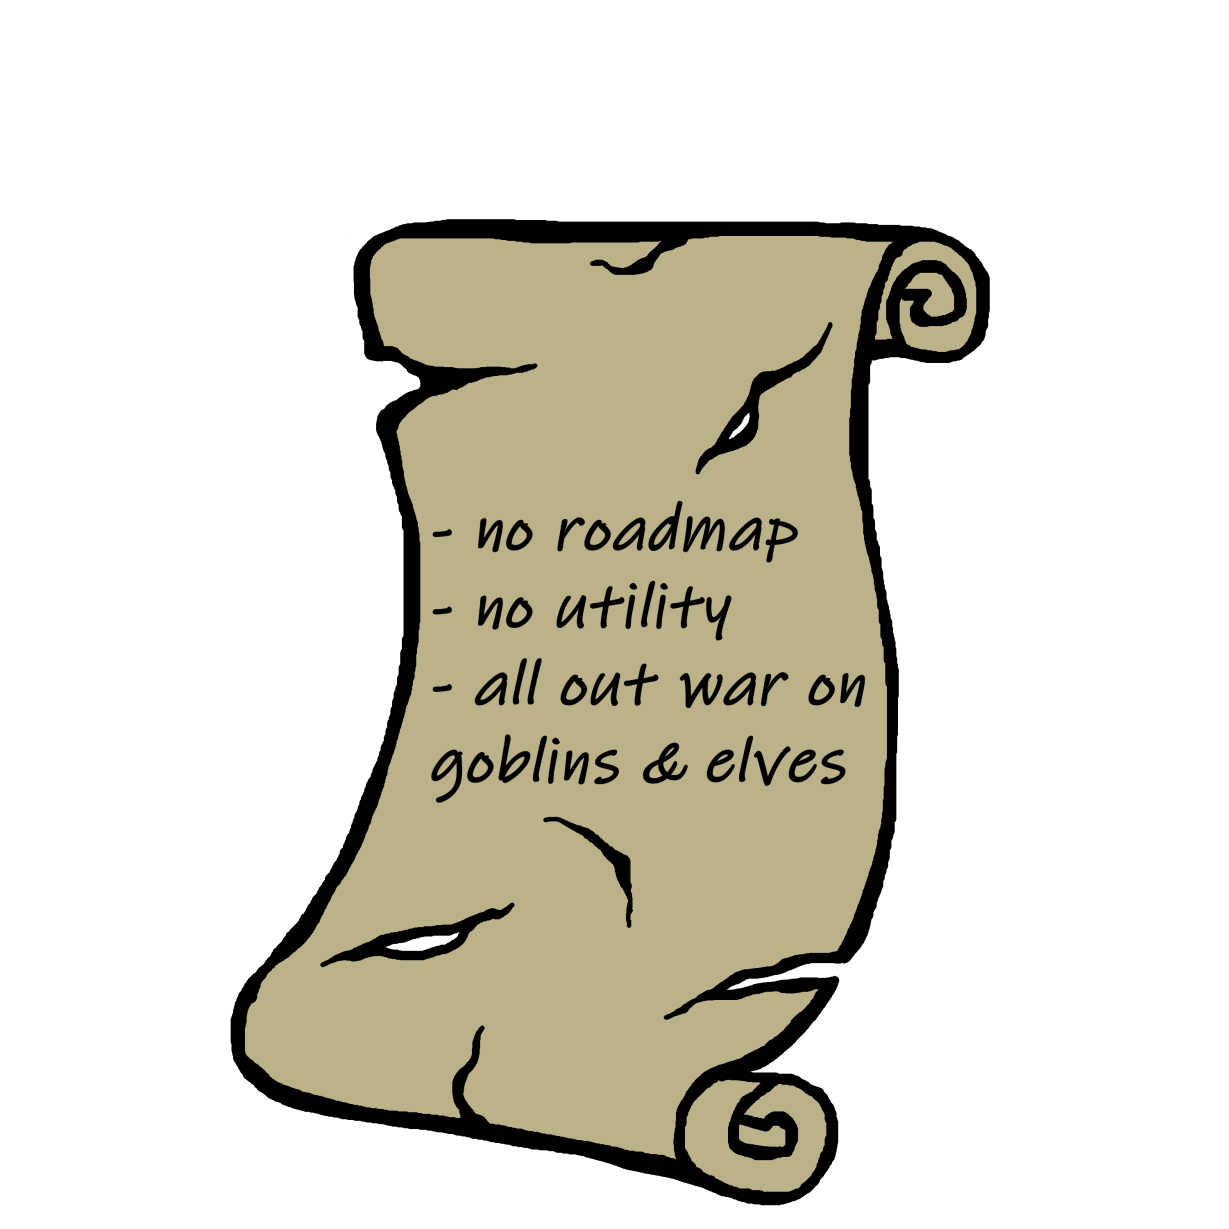 - no roadmap
- no utility
- all out war on
goblins & elves